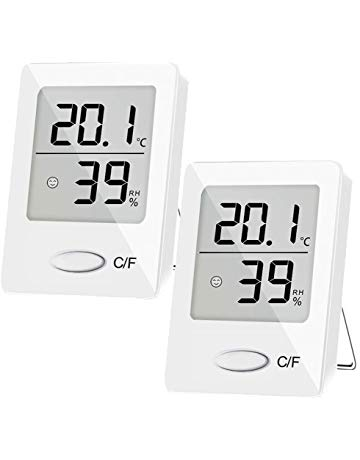 20.1 °C
39 RH %
C/F
20.1 °C
39 RH %
C/F